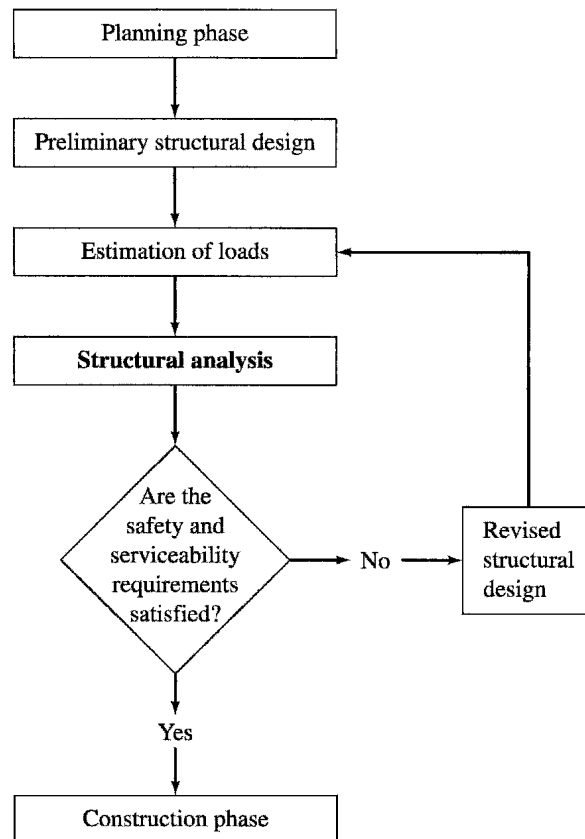 Planning phase
Preliminary structural design
Estimation of loads
Structural analysis
Are the
safety and
serviceability
requirements
satisfied?
No
Revised
structural
design
Yes
Construction phase